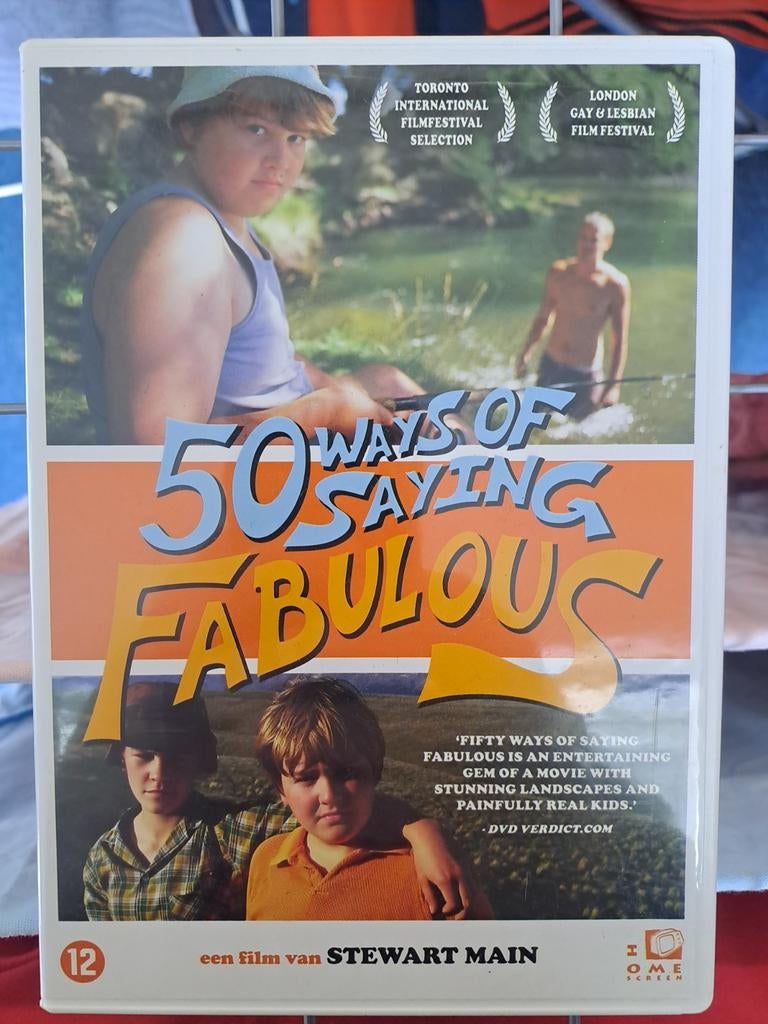 TORONTO
INTERNATIONAL
FILMFESTIVAL
SELECTION
LONDON
GAY & LESBIAN
FILM FESTIVAL
50 WAYS OF
SAYING
FABULOUS
'FIFTY WAYS OF SAYING
FABULOUS IS AN ENTERTAINING
GEM OF A MOVIE WITH
STUNNING LANDSCAPES AND
PAINFULLY REAL KIDS.'
- DVD VERDICT.COM
12
een film van STEWART MAIN
HOME
SCREEN